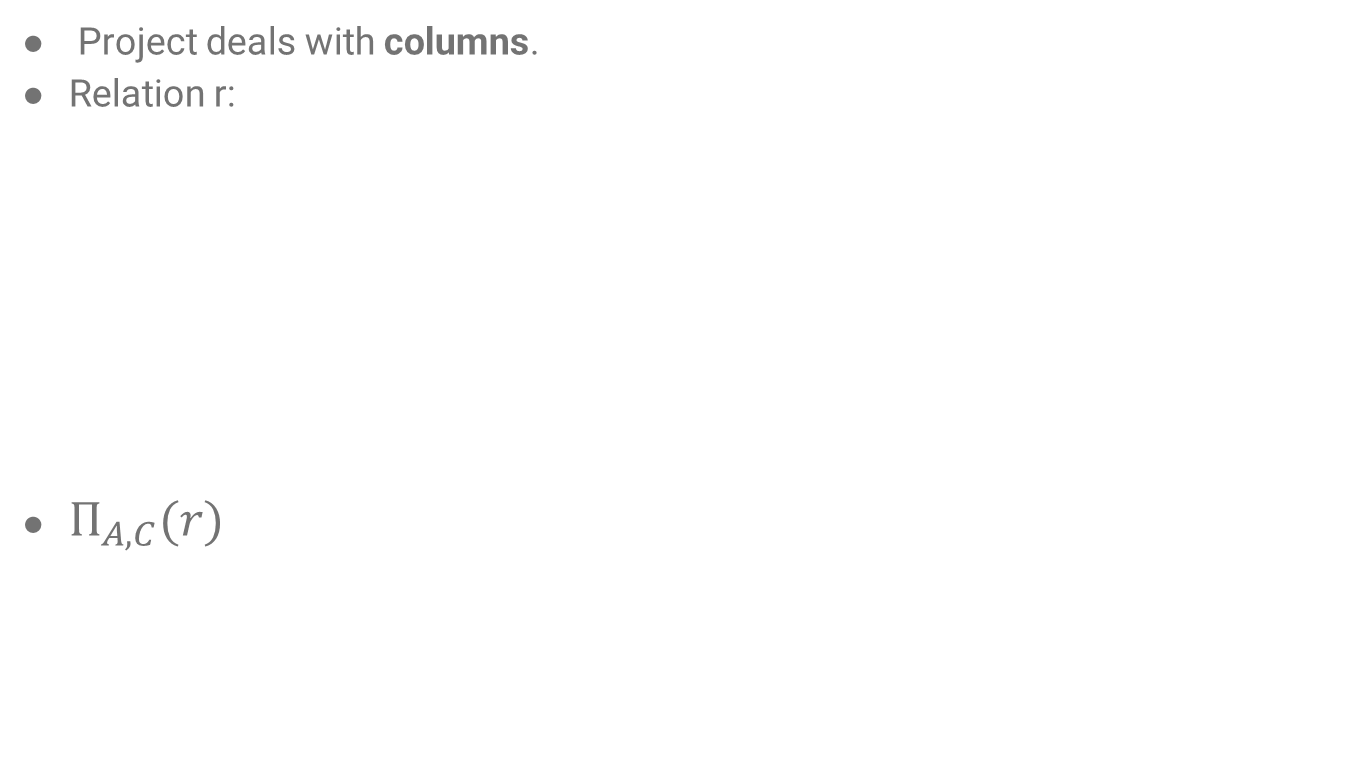 ● Project deals with columns.
● Relation r:
● Π_{A,C}(r)